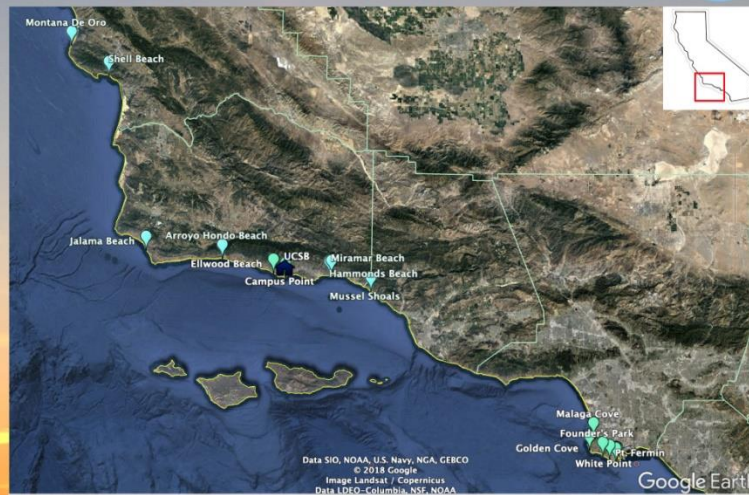 Montana De Oro
Shell Beach
Jalama Beach
Arroyo Hondo Beach
Ellwood Beach
UCSB
Campus Point
Miramar Beach
Hammonds Beach
Mussel Shoals
Malaga Cove
Founder's Park
Golden Cove
Pt. Fermin
White Point
Data SIO, NOAA, U.S. Navy, NGA, GEBCO
© 2018 Google
Image Landsat / Copernicus
Data LDEO-Columbia, NSF, NOAA
Google Earth